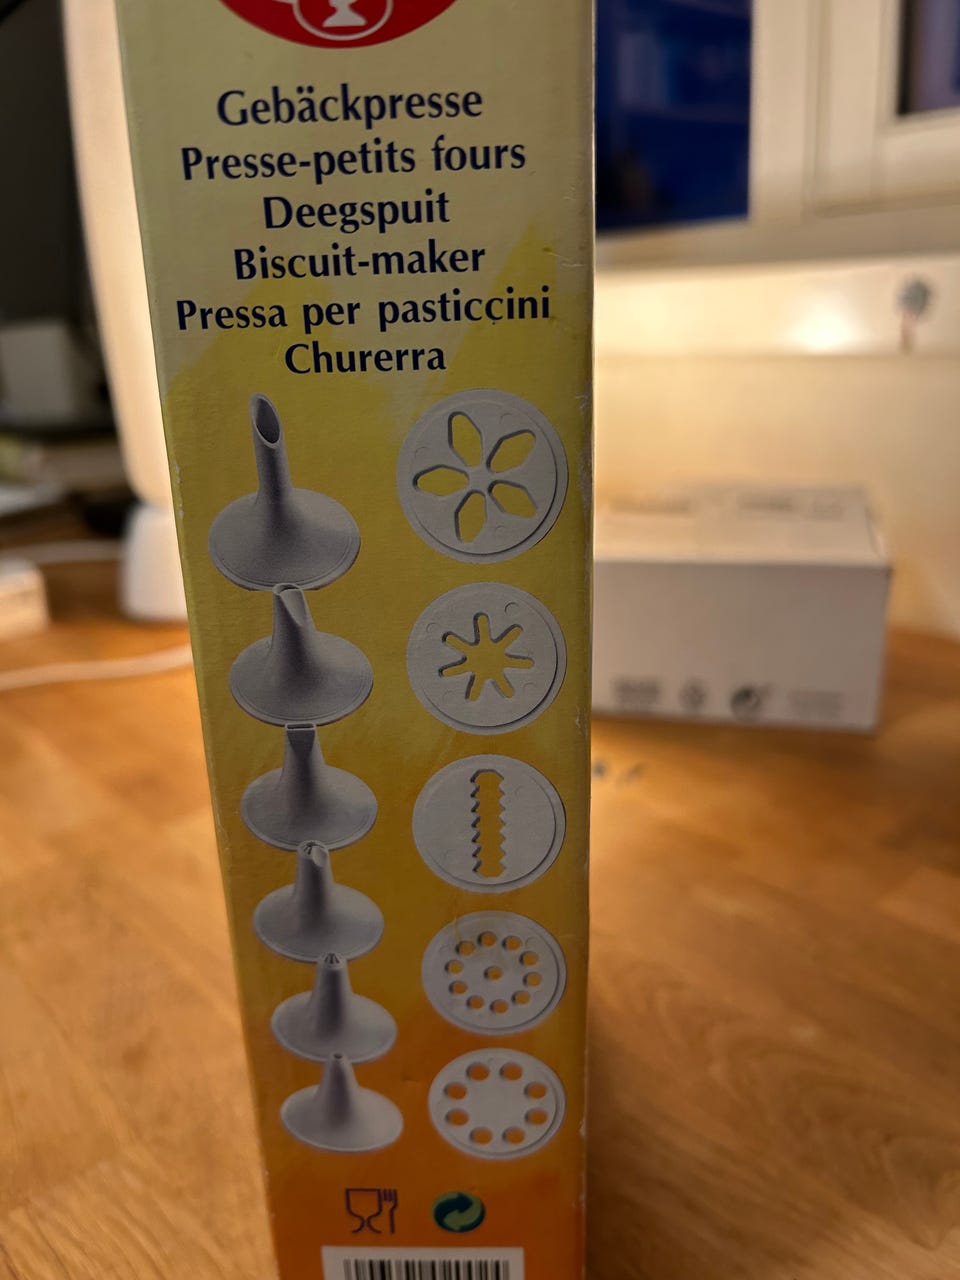 Gebäckpresse
Presse-petits fours
Deegspuit
Biscuit-maker
Pressa per pasticcini
Churerra